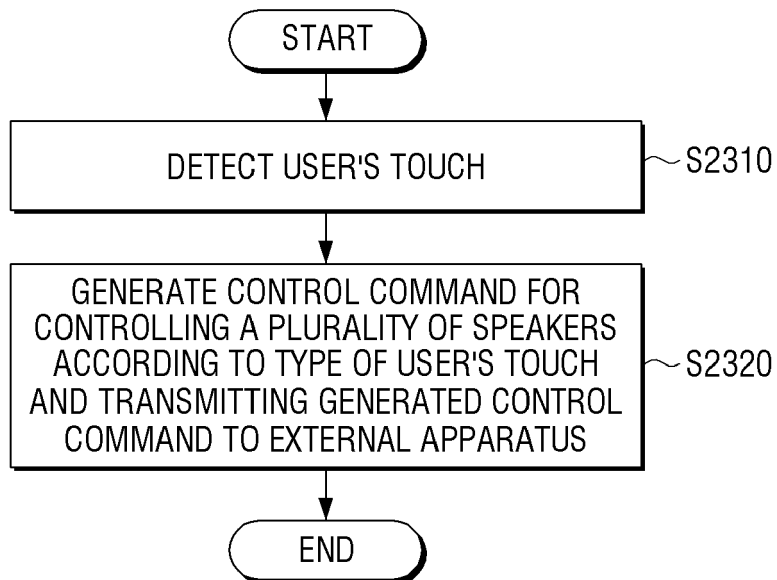 START
DETECT USER'S TOUCH
S2310
GENERATE CONTROL COMMAND FOR
CONTROLLING A PLURALITY OF SPEAKERS
ACCORDING TO TYPE OF USER'S TOUCH
AND TRANSMITTING GENERATED CONTROL
COMMAND TO EXTERNAL APPARATUS
S2320
END